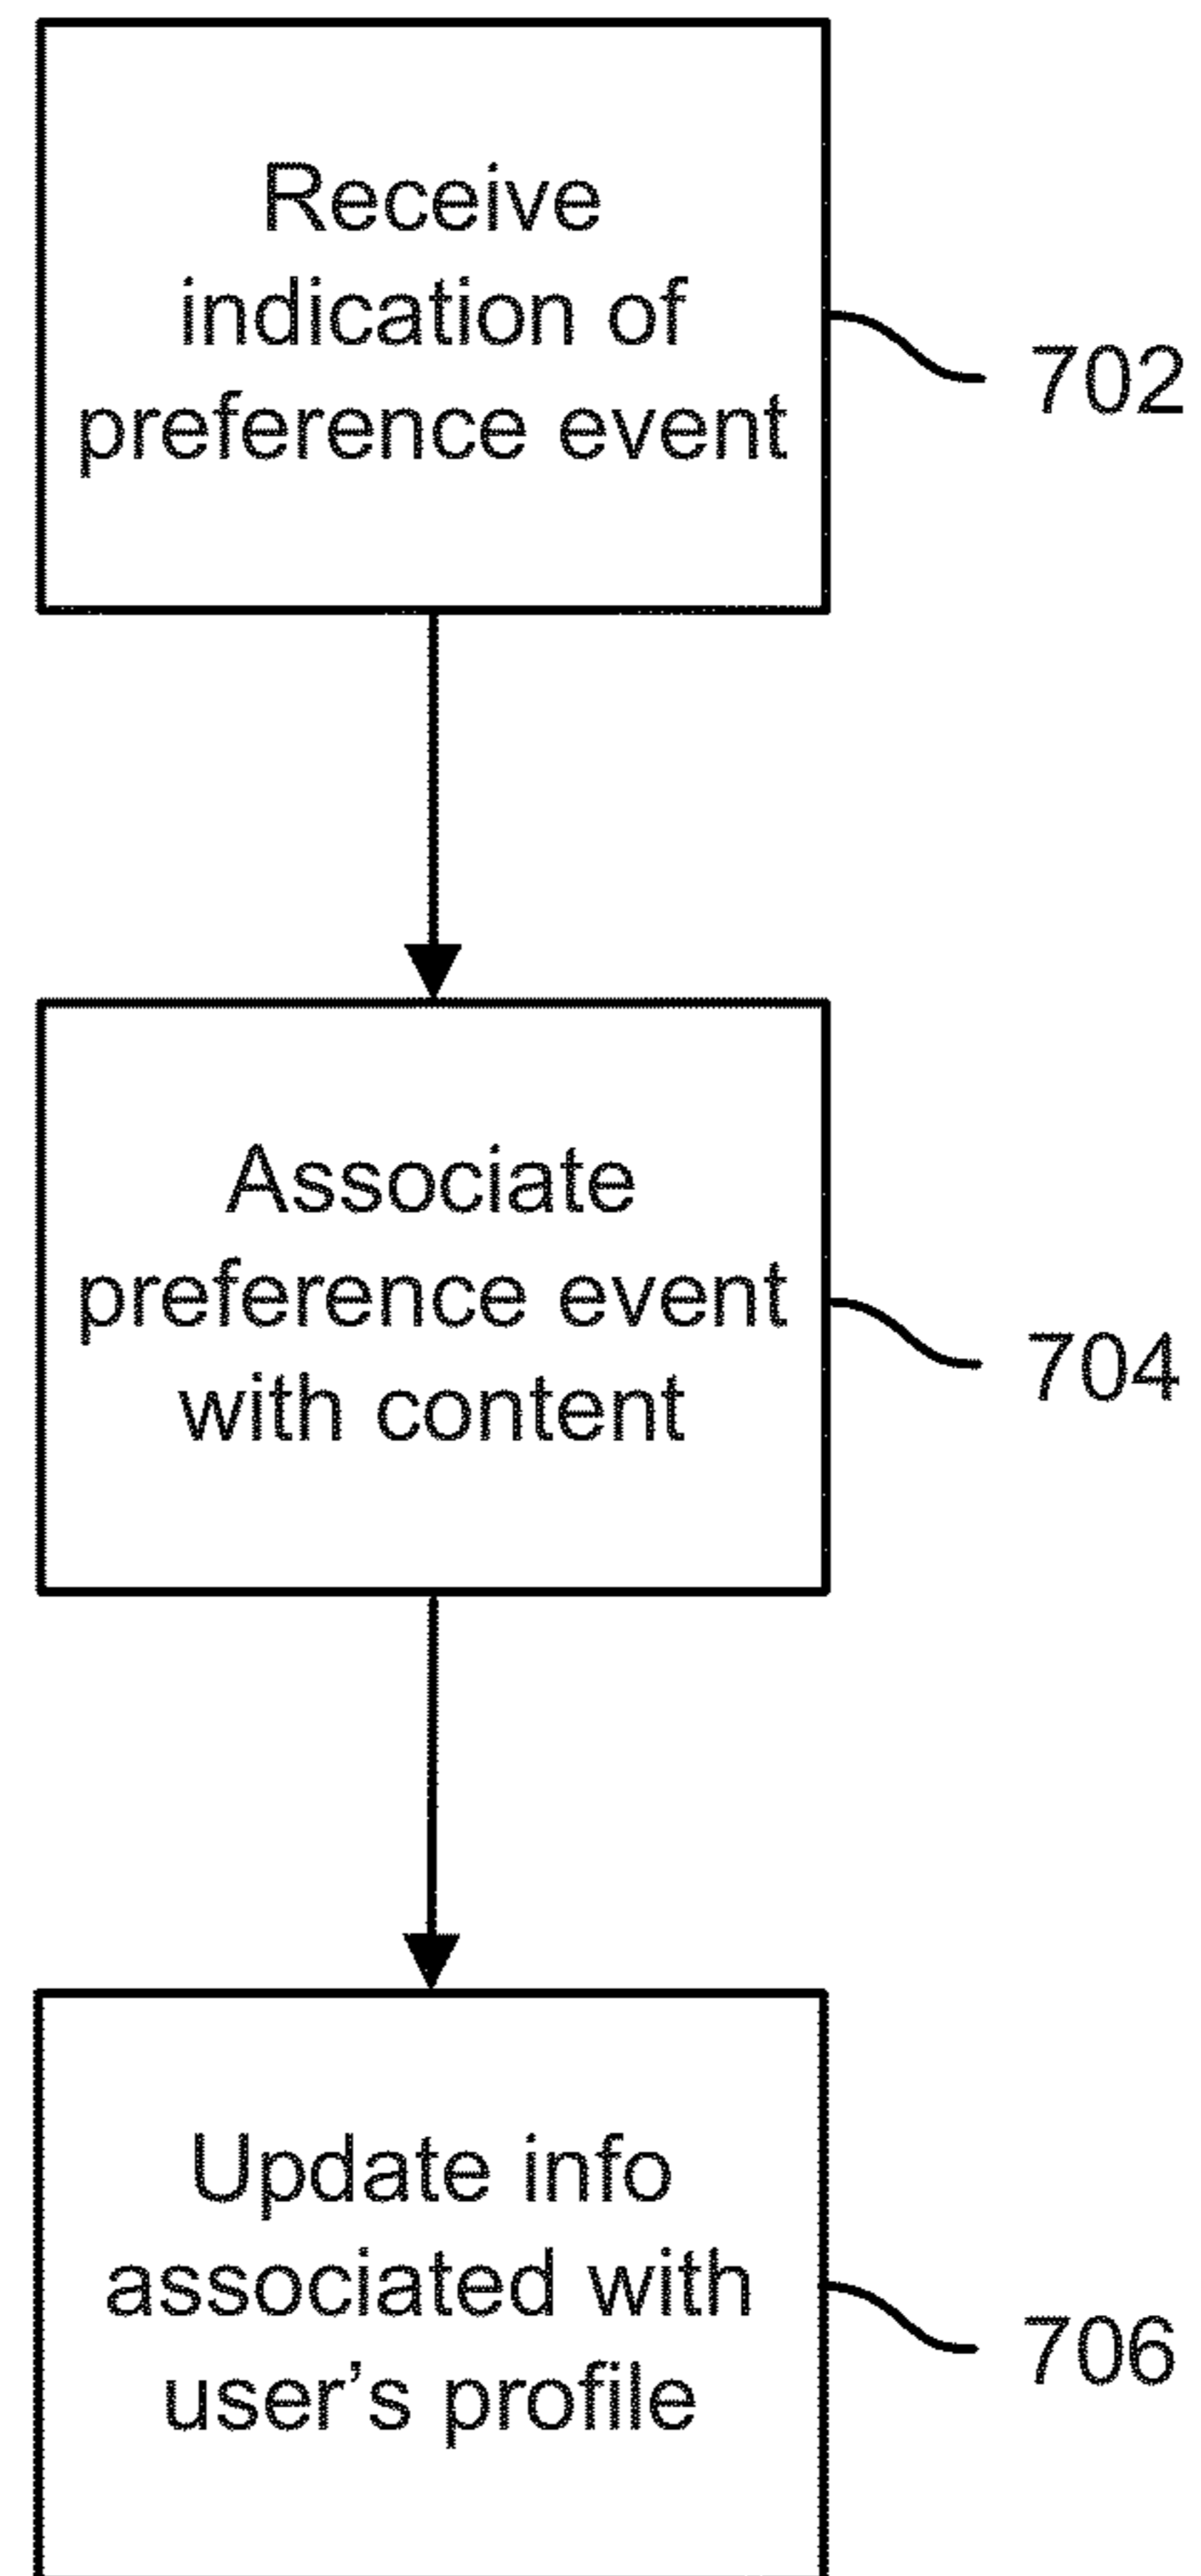 Receive
indication of
preference event
702
Associate
preference event
with content
704
Update info
associated with
user's profile
706